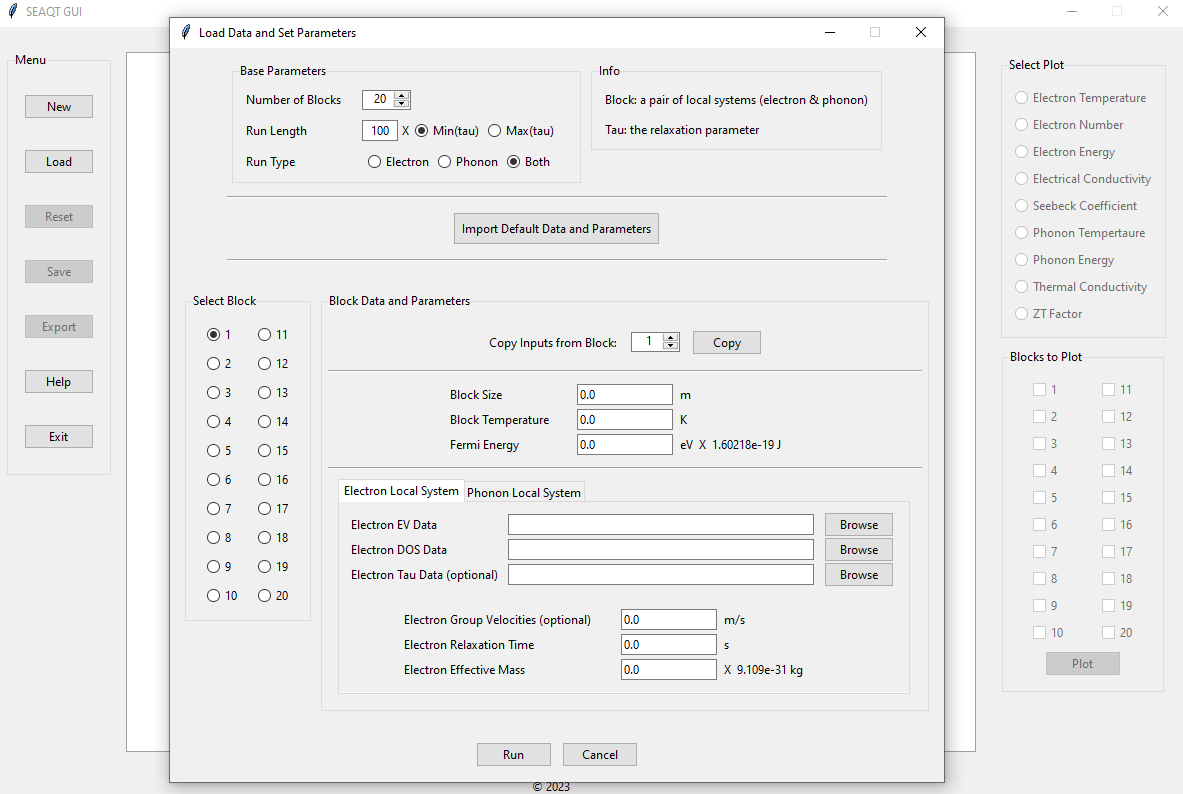 SEAQT GUI
Menu
New
Load
Reset
Save
Export
Help
Exit
Load Data and Set Parameters
Base Parameters
Number of Blocks 20
Run Length 100 X Min(tau) Max(tau)
Run Type Electron Phonon Both
Info
Block: a pair of local systems (electron & phonon)
Tau: the relaxation parameter
Import Default Data and Parameters
Select Block
1 11
2 12
3 13
4 14
5 15
6 16
7 17
8 18
9 19
10 20
Block Data and Parameters
Copy Inputs from Block: 1 Copy
Block Size 0.0 m
Block Temperature 0.0 K
Fermi Energy 0.0 eV X 1.60218e-19 J
Electron Local System Phonon Local System
Electron EV Data Browse
Electron DOS Data Browse
Electron Tau Data (optional) Browse
Electron Group Velocities (optional) 0.0 m/s
Electron Relaxation Time 0.0 s
Electron Effective Mass 0.0 X 9.109e-31 kg
Run Cancel
Select Plot
Electron Temperature
Electron Number
Electron Energy
Electrical Conductivity
Seebeck Coefficient
Phonon Tempertaure
Phonon Energy
Thermal Conductivity
ZT Factor
Blocks to Plot
1 11
2 12
3 13
4 14
5 15
6 16
7 17
8 18
9 19
10 20
Plot
© 2023